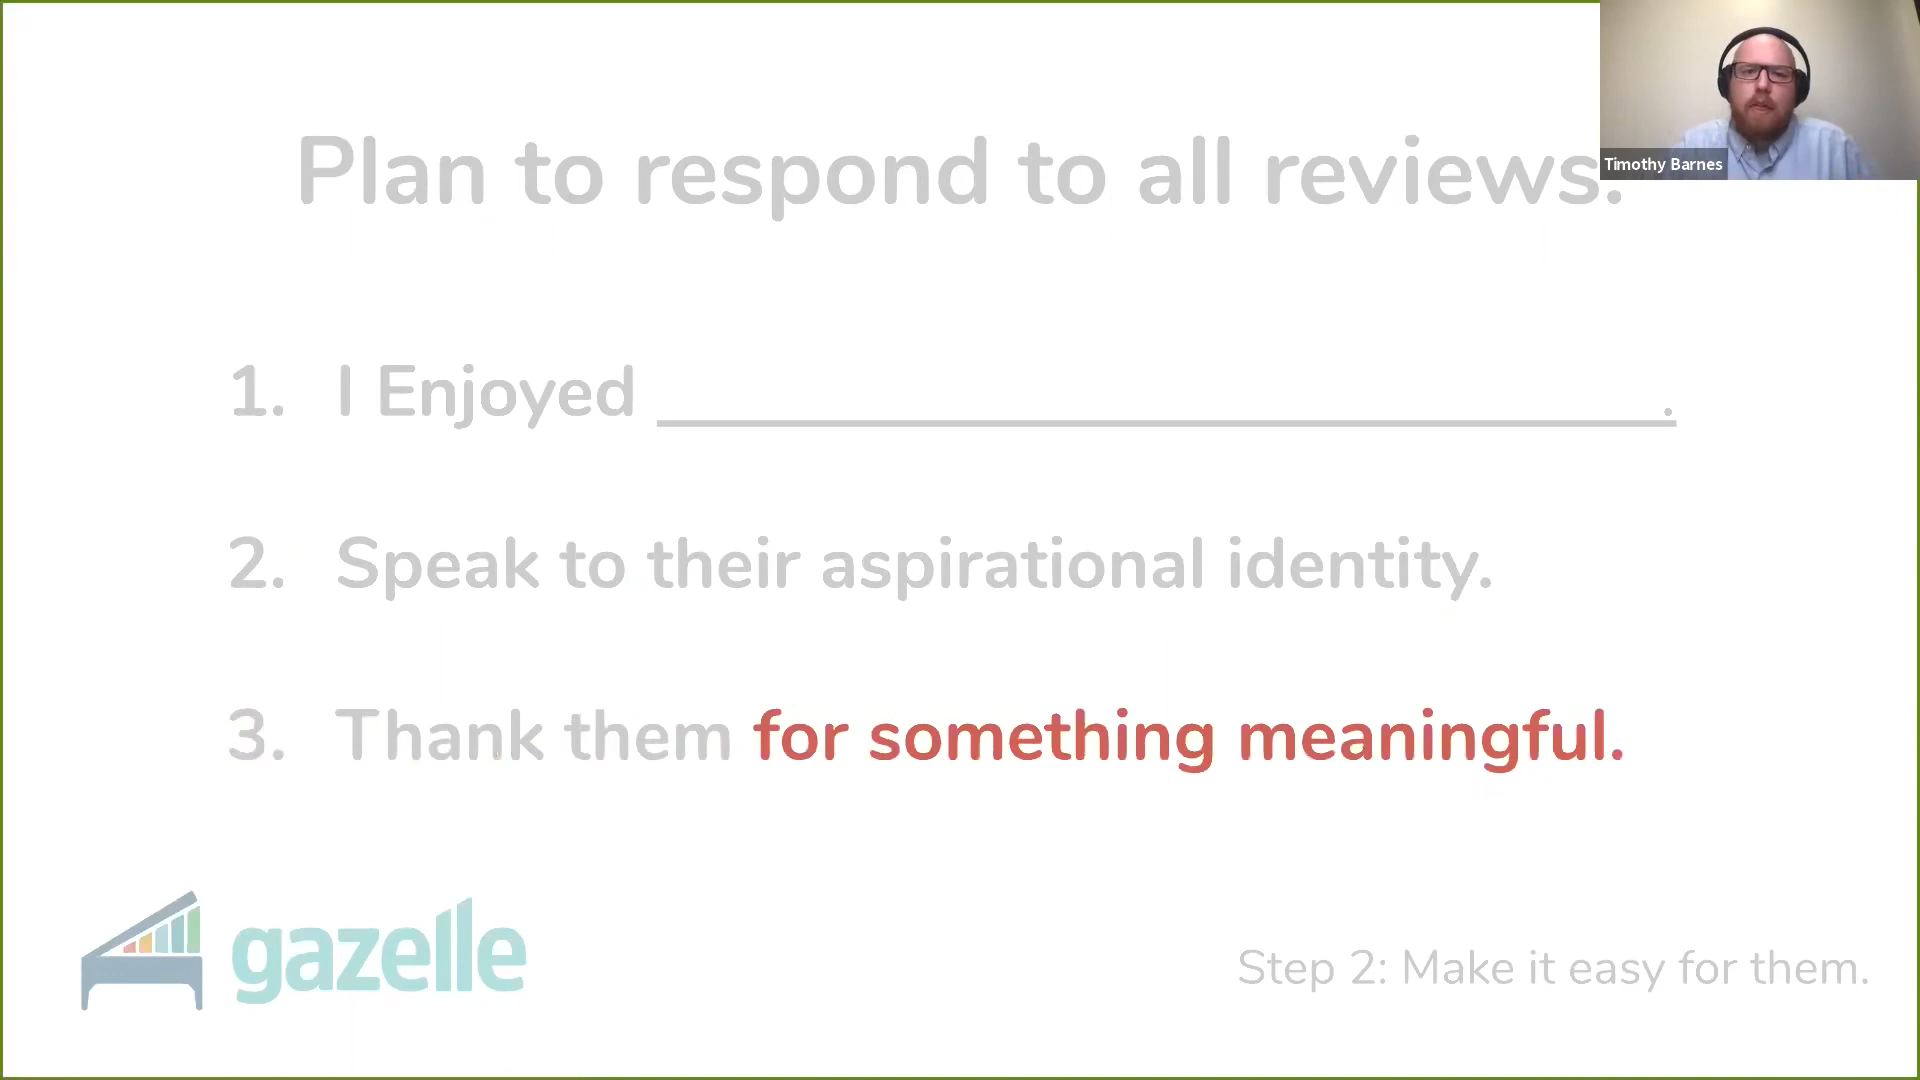 Plan to respond to all reviews.
Timothy Barnes
1. I Enjoyed ______________________________.
2. Speak to their aspirational identity.
3. Thank them for something meaningful.
gazelle
Step 2: Make it easy for them.